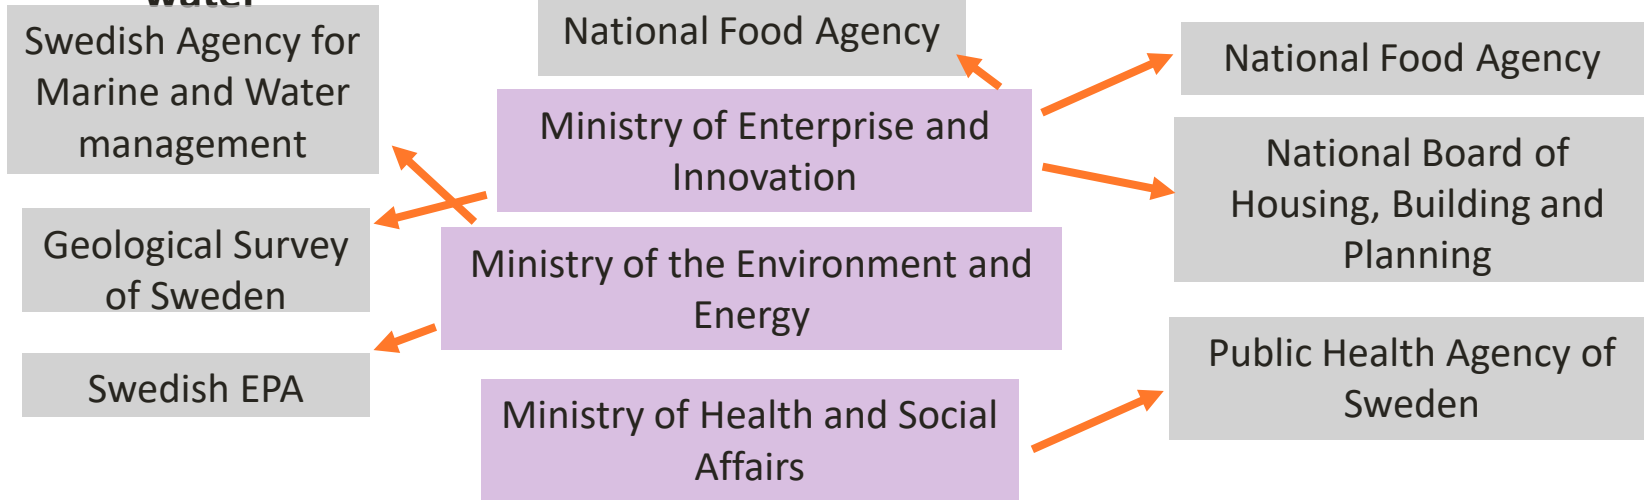 water
Swedish Agency for
Marine and Water
management
Geological Survey
of Sweden
Swedish EPA
National Food Agency
Ministry of Enterprise and
Innovation
Ministry of the Environment and
Energy
Ministry of Health and Social
Affairs
National Food Agency
National Board of
Housing, Building and
Planning
Public Health Agency of
Sweden